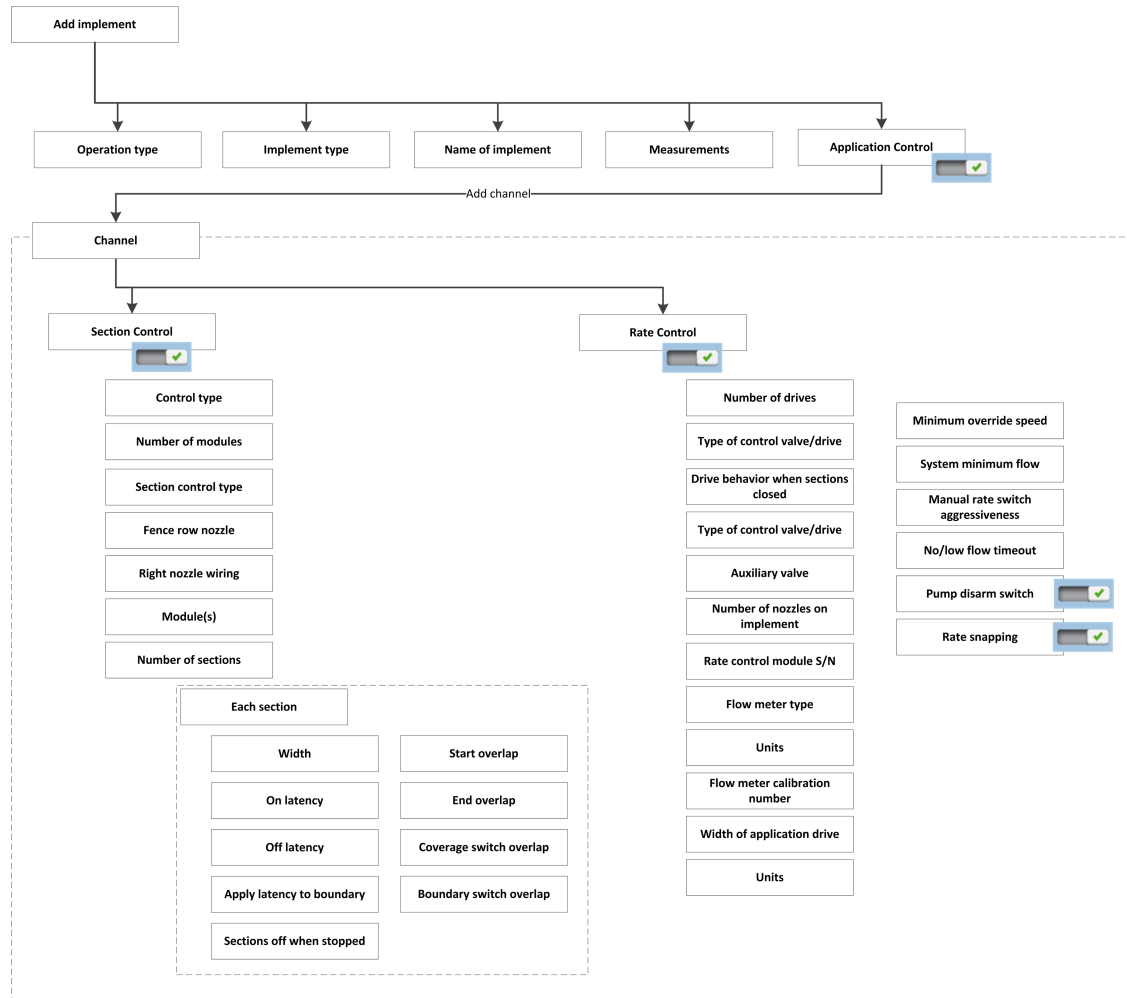 Add implement
Operation type
Implement type
Name of implement
Measurements
Application Control
Add channel
Channel
Section Control
Rate Control
Control type
Number of modules
Section control type
Fence row nozzle
Right nozzle wiring
Module(s)
Number of sections
Each section
Width
On latency
Off latency
Apply latency to boundary
Sections off when stopped
Start overlap
End overlap
Coverage switch overlap
Boundary switch overlap
Number of drives
Type of control valve/drive
Drive behavior when sections
closed
Type of control valve/drive
Auxiliary valve
Number of nozzles on
implement
Rate control module S/N
Flow meter type
Units
Flow meter calibration
number
Width of application drive
Units
Minimum override speed
System minimum flow
Manual rate switch
aggressiveness
No/low flow timeout
Pump disarm switch
Rate snapping